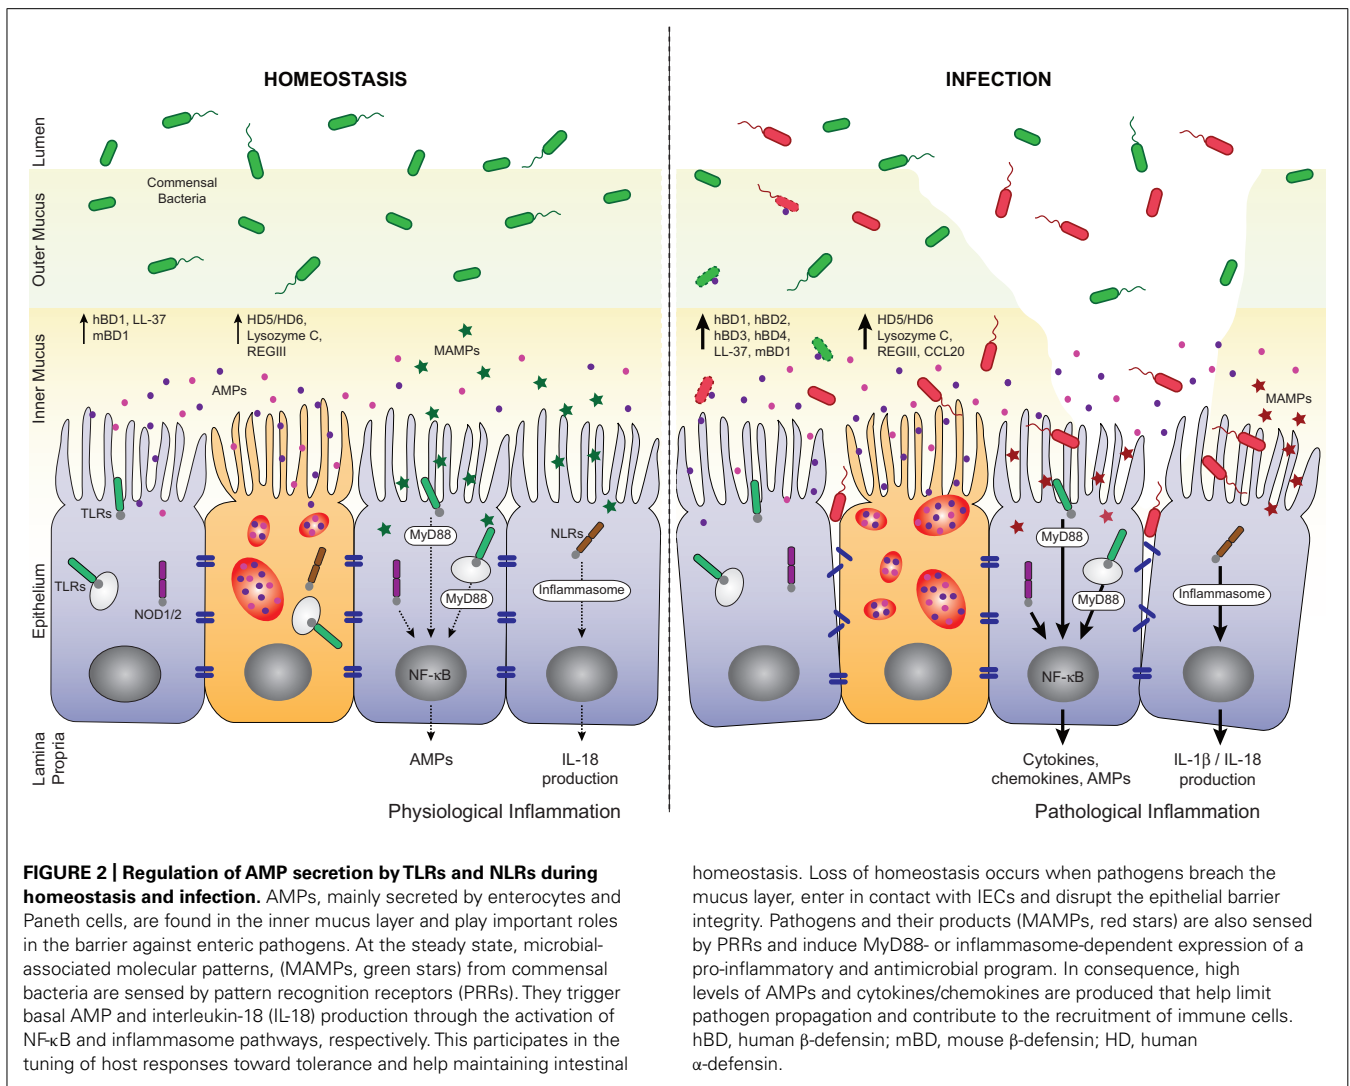 HOMEOSTASIS
Lumen
Outer Mucus
Inner Mucus
Epithelium
Lamina
Propria
Commensal
Bacteria
hBD1, LL-37
mBD1
HD5/HD6,
Lysozyme C,
REGIII
MAMPs
AMPs
TLRs
TLRs
NOD1/2
MyD88
MyD88
NF-κB
NLRs
Inflammasome
AMPs
IL-18
production
Physiological Inflammation
INFECTION
hBD1, hBD2,
hBD3, hBD4,
LL-37, mBD1
HD5/HD6
Lysozyme C,
REGIII, CCL20
MAMPs
MyD88
MyD88
NF-κB
Inflammasome
Cytokines,
chemokines, AMPs
IL-1β / IL-18
production
Pathological Inflammation
FIGURE 2 | Regulation of AMP secretion by TLRs and NLRs during
homeostasis and infection. AMPs, mainly secreted by enterocytes and
Paneth cells, are found in the inner mucus layer and play important roles
in the barrier against enteric pathogens. At the steady state, microbial-
associated molecular patterns, (MAMPs, green stars) from commensal
bacteria are sensed by pattern recognition receptors (PRRs). They trigger
basal AMP and interleukin-18 (IL-18) production through the activation of
NF-κB and inflammasome pathways, respectively. This participates in the
tuning of host responses toward tolerance and help maintaining intestinal
homeostasis. Loss of homeostasis occurs when pathogens breach the
mucus layer, enter in contact with IECs and disrupt the epithelial barrier
integrity. Pathogens and their products (MAMPs, red stars) are also sensed
by PRRs and induce MyD88- or inflammasome-dependent expression of a
pro-inflammatory and antimicrobial program. In consequence, high
levels of AMPs and cytokines/chemokines are produced that help limit
pathogen propagation and contribute to the recruitment of immune cells.
hBD, human β-defensin; mBD, mouse β-defensin; HD, human
α-defensin.